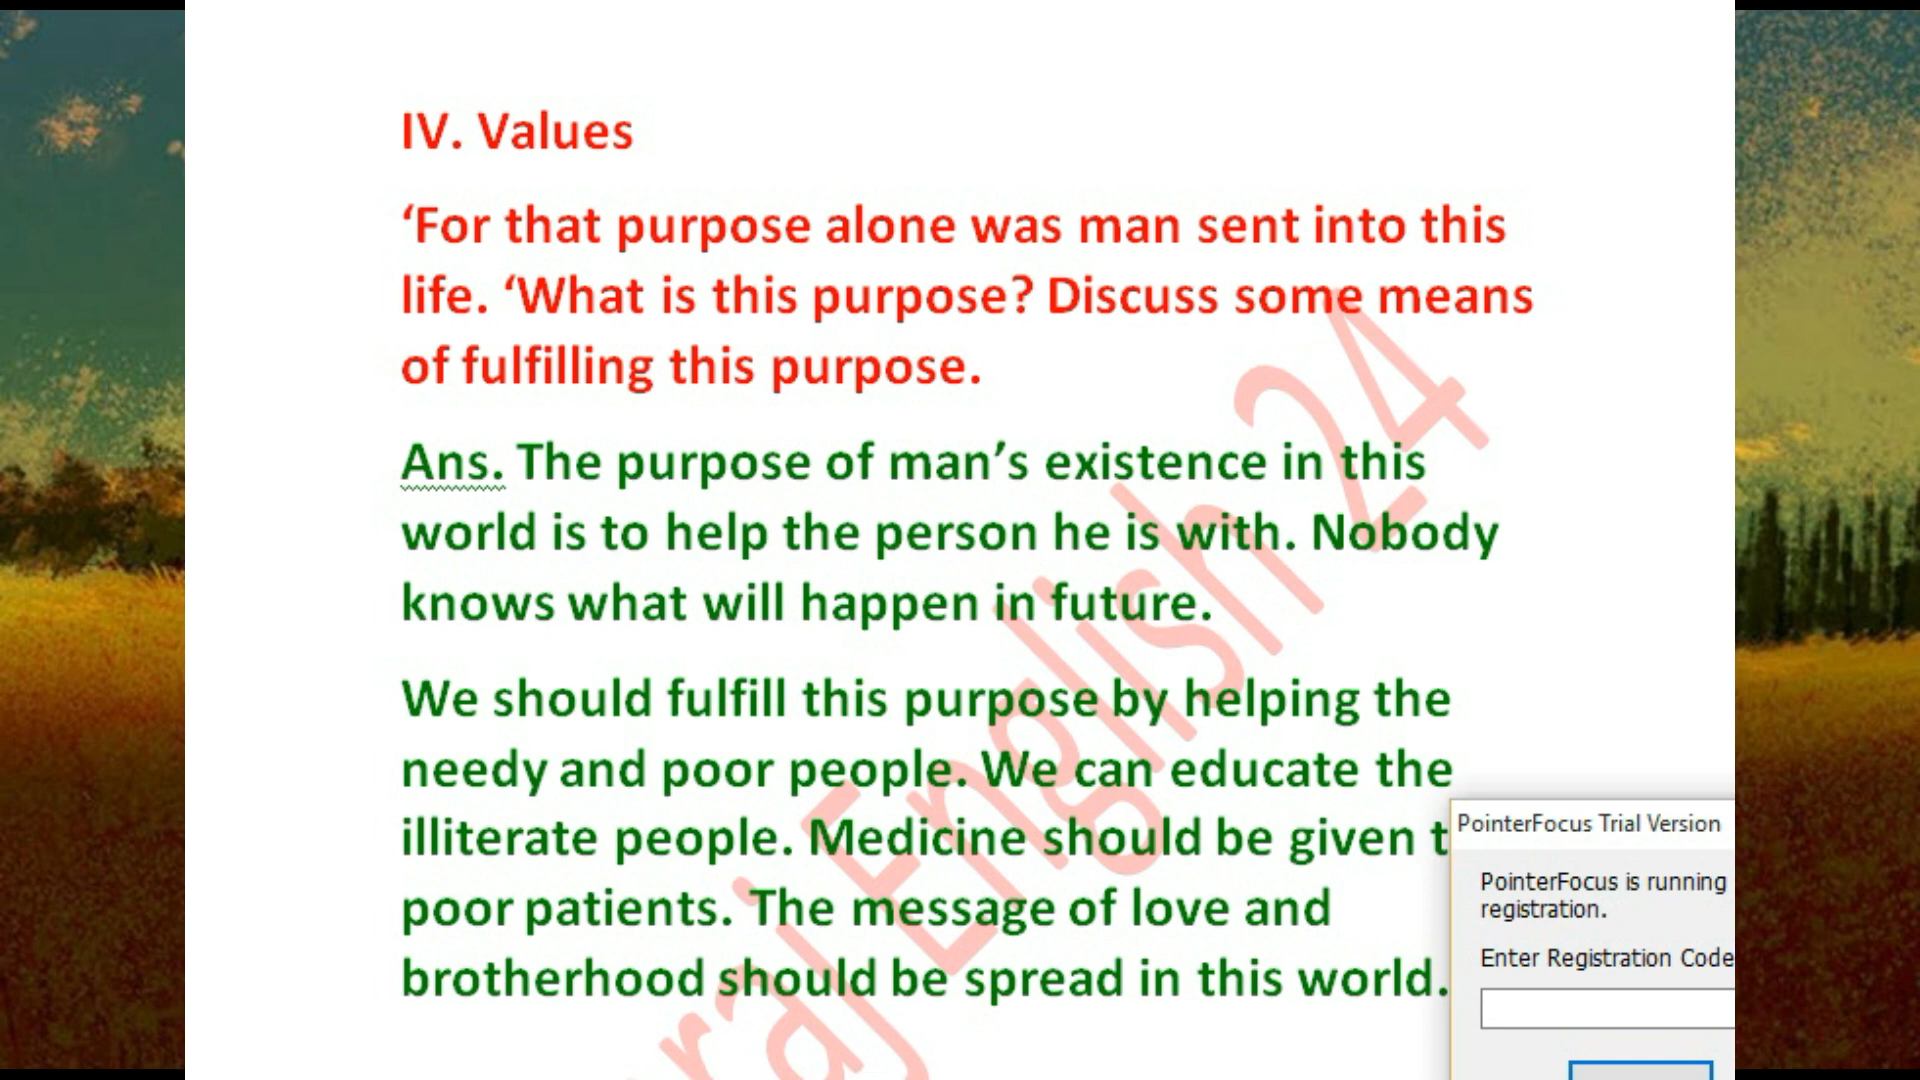 IV. Values
‘For that purpose alone was man sent into this
life. ‘What is this purpose? Discuss some means
of fulfilling this purpose.
Ans. The purpose of man’s existence in this
world is to help the person he is with. Nobody
knows what will happen in future.
We should fulfill this purpose by helping the
needy and poor people. We can educate the
illiterate people. Medicine should be given
poor patients. The message of love and
brotherhood should be spread in this world.
English 24
PointerFocus Trial Version
PointerFocus is running
registration.
Enter Registration Code